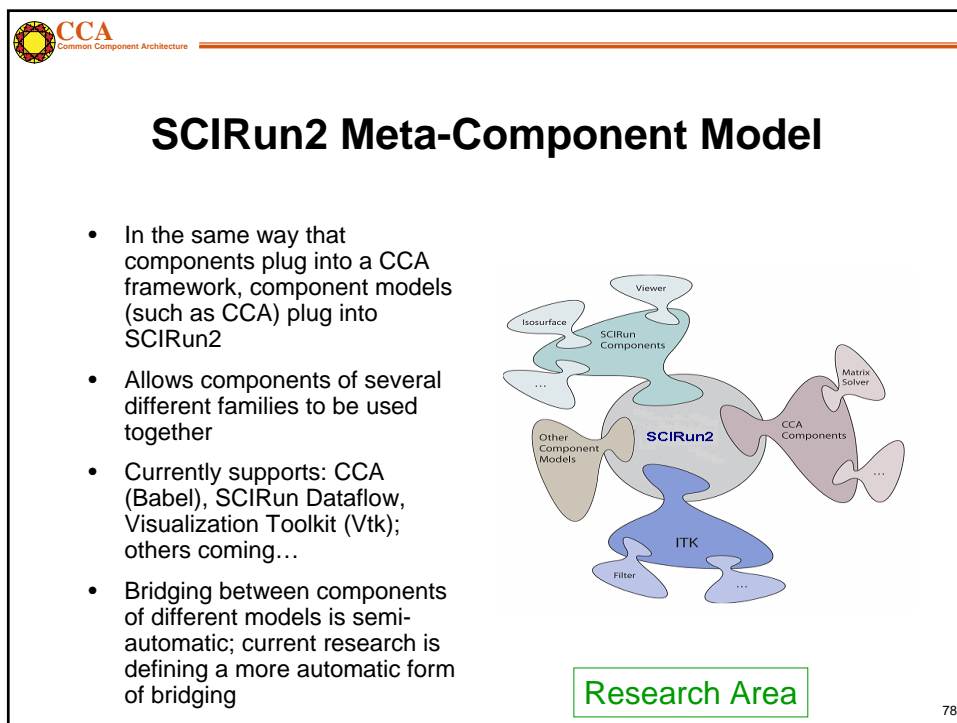 CCA
Common Component Architecture
SCIRun2 Meta-Component Model
• In the same way that
components plug into a CCA
framework, component models
(such as CCA) plug into
SCIRun2
• Allows components of several
different families to be used
together
• Currently supports: CCA
(Babel), SCIRun Dataflow,
Visualization Toolkit (Vtk);
others coming…
• Bridging between components
of different models is semi-
automatic; current research is
defining a more automatic form
of bridging
Viewer
Isosurface
SCIRun
Components
...
Matrix
Solver
CCA
Components
...
Other
Component
Models
SCIRun2
ITK
Filter
...
Research Area
78